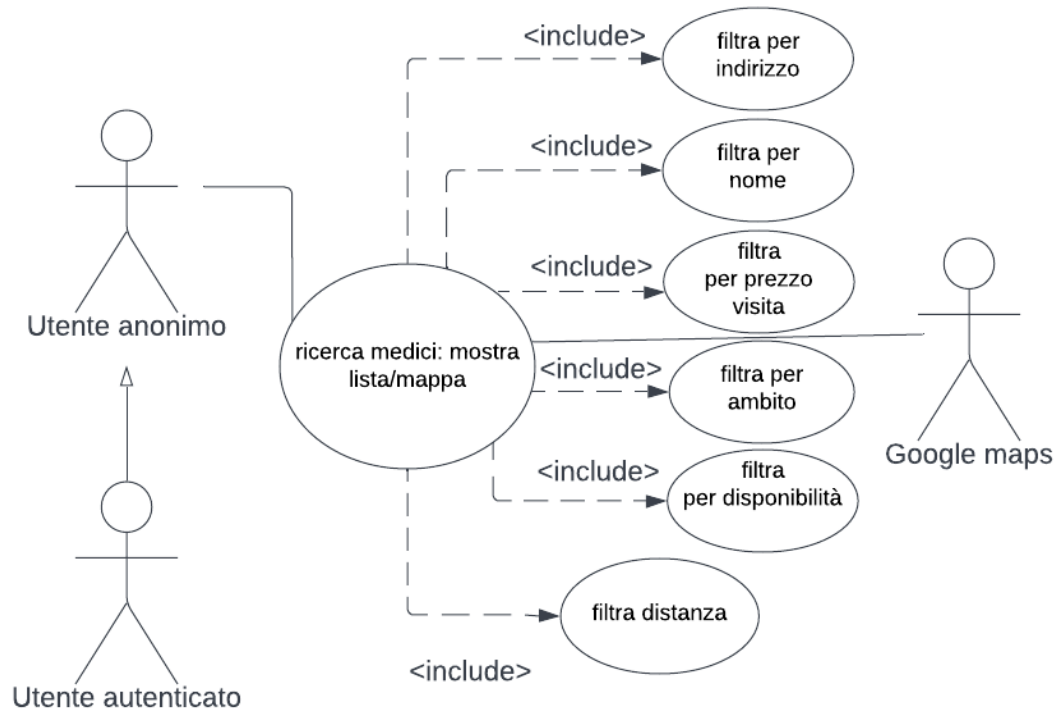 <include>
filtra per
indirizzo
<include>
filtra per
nome
<include>
filtra
per prezzo
visita
Utente anonimo
ricerca medici: mostra
lista/mappa
<include>
filtra per
ambito
Google maps
<include>
filtra
per disponibilità
filtra distanza
<include>
Utente autenticato